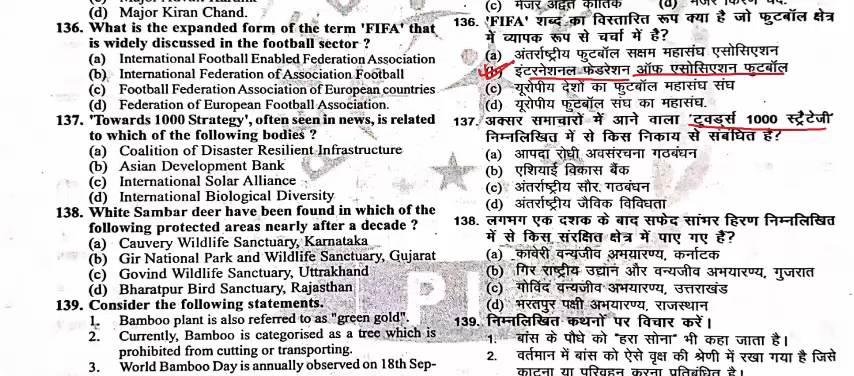 (d) Major Kiran Chand.
136. What is the expanded form of the term 'FIFA' that
is widely discussed in the football sector ?
(a) International Football Enabled Federation Association
(b) International Federation of Association Football
(c) Football Federation Association of European countries
(d) Federation of European Football Association.
137. 'Towards 1000 Strategy', often seen in news, is related
to which of the following bodies ?
(a) Coalition of Disaster Resilient Infrastructure
(b) Asian Development Bank
(c) International Solar Alliance
(d) International Biological Diversity
138. White Sambar deer have been found in which of the
following protected areas nearly after a decade ?
(a) Cauvery Wildlife Sanctuary, Karnataka
(b) Gir National Park and Wildlife Sanctuary, Gujarat
(c) Govind Wildlife Sanctuary, Uttrakhand
(d) Bharatpur Bird Sanctuary, Rajasthan
139. Consider the following statements.
1. Bamboo plant is also referred to as "green gold".
2. Currently, Bamboo is categorised as a tree which is
prohibited from cutting or transporting.
3. World Bamboo Day is annually observed on 18th Sep-
136. 'FIFA' शब्द का विस्तारित रूप क्या है जो फुटबॉल क्षेत्र
में व्यापक रूप से चर्चा में है?
(a) अंतर्राष्ट्रीय फुटबॉल सक्षम महासंघ एसोसिएशन
इंटरनेशनल फेडरेशन ऑफ एसोसिएशन फुटबॉल
(c) यूरोपीय देशों का फुटबॉल महासंघ संघ
(d) यूरोपीय फुटबॉल संघ का महासंघ.
137. अक्सर समाचारों में आने वाला 'टुवर्ड्स 1000 स्ट्रैटेजी'
निम्नलिखित में से किस निकाय से संबंधित है?
(a) आपदा रोधी अवसंरचना गठबंधन
(b) एशियाई विकास बैंक
(c) अंतर्राष्ट्रीय सौर गठबंधन
(d) अंतर्राष्ट्रीय जैविक विविधता
138. लगभग एक दशक के बाद सफेद सांभर हिरण निम्नलिखित
में से किस संरक्षित क्षेत्र में पाए गए हैं?
(a) कावेरी वन्यजीव अभयारण्य, कर्नाटक
(b) गिर राष्ट्रीय उद्यान और वन्यजीव अभयारण्य, गुजरात
(c) गोविंद वन्यजीव अभयारण्य, उत्तराखंड
(d) भरतपुर पक्षी अभयारण्य, राजस्थान
139. निम्नलिखित कथनों पर विचार करें।
1. बांस के पौधे को "हरा सोना" भी कहा जाता है।
2. वर्तमान में बांस को ऐसे वृक्ष की श्रेणी में रखा गया है जिसे
काटना या परिवहन करना प्रतिबंधित है।